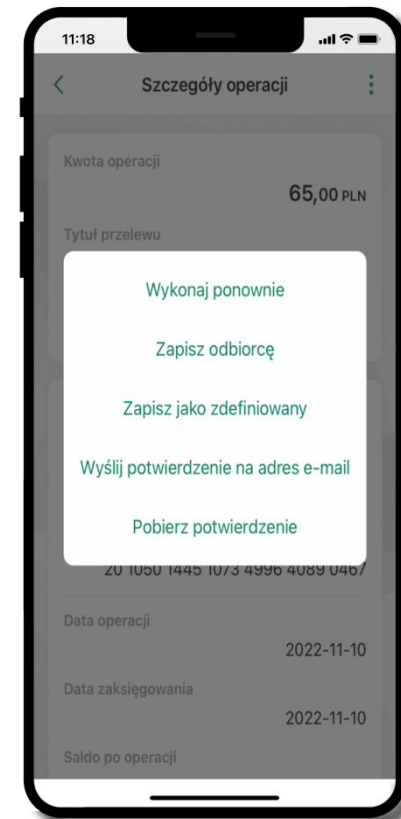 11:18
Szczegóły operacji
Kwota operacji
65,00 PLN
Tytuł przelewu
Wykonaj ponownie
Zapisz odbiorcę
Zapisz jako zdefiniowany
Wyślij potwierdzenie na adres e-mail
Pobierz potwierdzenie
20 1050 1445 1073 4996 4089 0467
Data operacji
2022-11-10
Data zaksięgowania
2022-11-10
Saldo po operacji